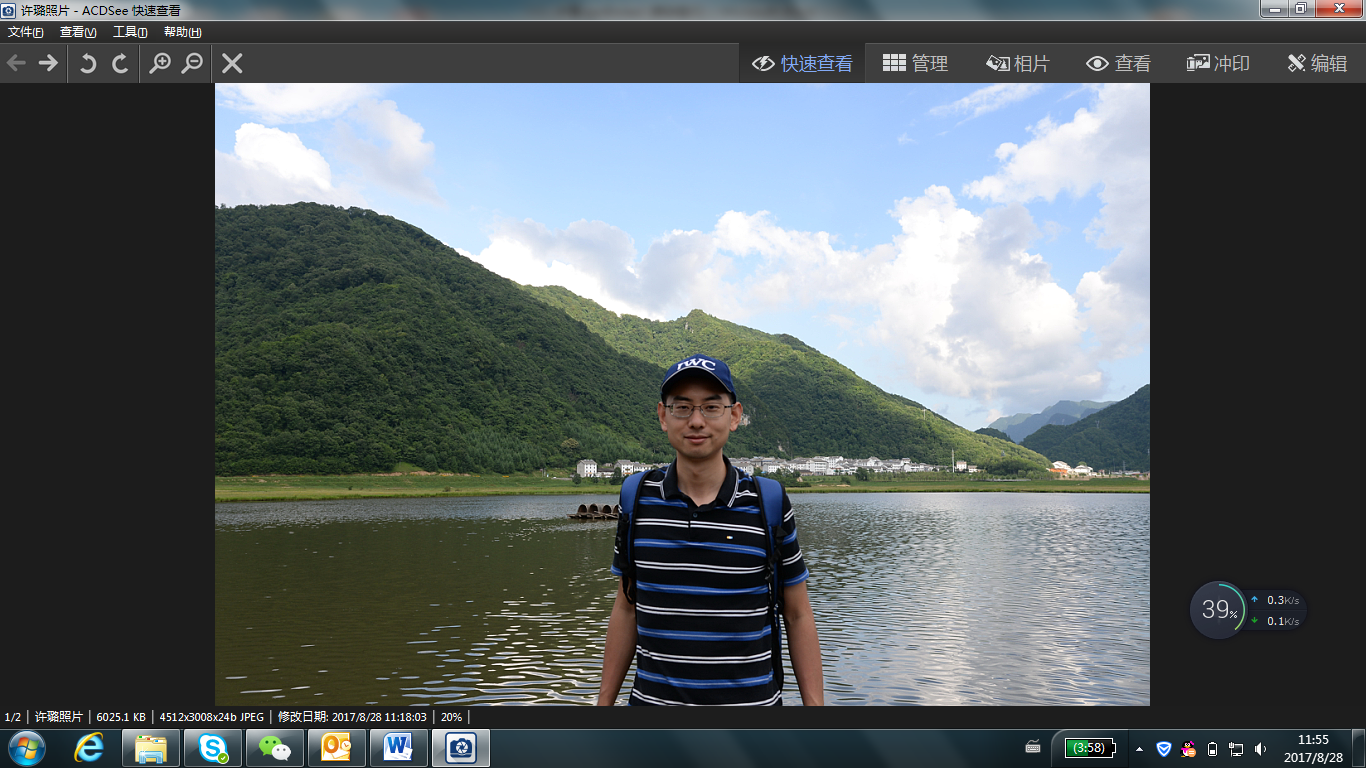 许璐照片 - ACDSee 快速查看
文件(F) 查看(V) 工具(T) 帮助(H)
快速查看 管理 相片 查看 冲印 编辑
IWC
39%
0.3K/s
0.1K/s
1/2 | 许璐照片 | 6025.1 KB | 4512x3008x24b JPEG | 修改日期: 2017/8/28 11:18:03 | 20% |
(3:58)
11:55
2017/8/28